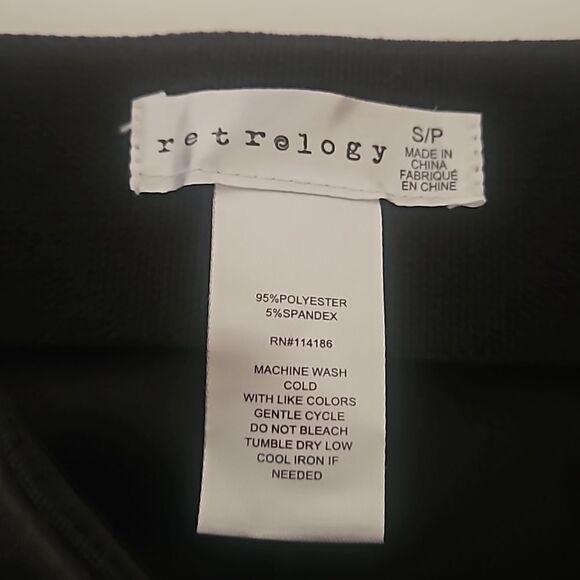 retrology
S/P
MADE IN
CHINA
FABRIQUÉ
EN CHINE
95%POLYESTER
5%SPANDEX
RN#114186
MACHINE WASH
COLD
WITH LIKE COLORS
GENTLE CYCLE
DO NOT BLEACH
TUMBLE DRY LOW
COOL IRON IF
NEEDED